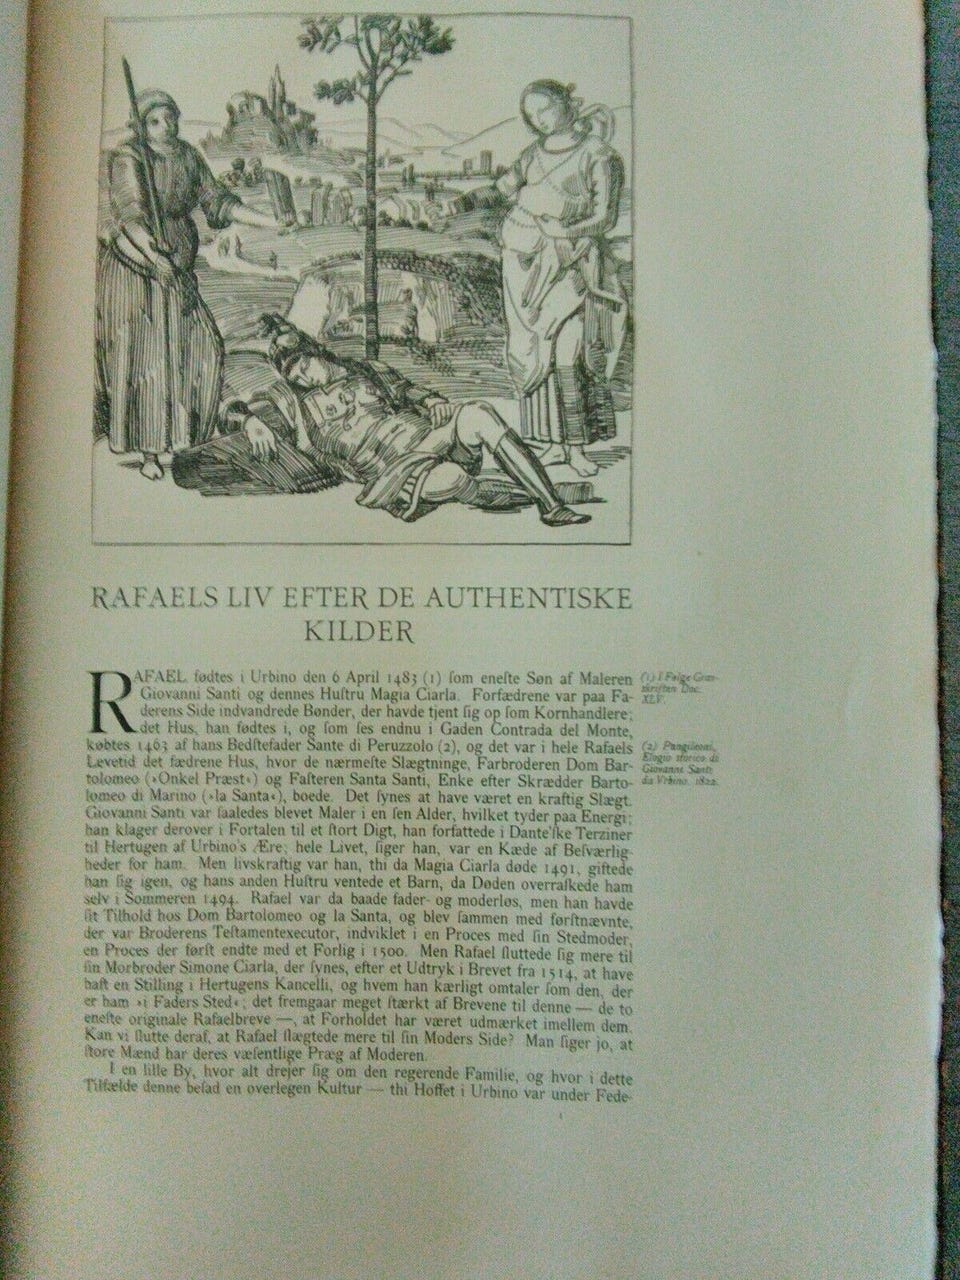 RAFAELS LIV EFTER DE AUTHENTISKE
KILDER
RAFAEL fødtes i Urbino den 6 April 1483 (1) ſom eneſte Søn af Maleren
Giovanni Santi og dennes Huſtru Magia Ciarla. Forfædrene var paa Fa-
derens Side indvandrede Bønder, der havde tjent ſig op ſom Kornhandlere;
det Hus, han fødtes i, og ſom ſes endnu i Gaden Contrada del Monte,
købtes 1463 af hans Bedſtefader Sante di Peruzzolo (2), og det var i hele Rafaels
Levetid det fædrene Hus, hvor de nærmeſte Slægtninge, Farbroderen Dom Bar-
tolomeo (›Onkel Præst‹) og Faſteren Santa Santi, Enke efter Skrædder Barto-
lomeo di Marino (›la Santa‹), boede. Det ſynes at have været en kraftig Slægt.
Giovanni Santi var ſaaledes blevet Maler i en ſen Alder, hvilket tyder paa Energi;
han klager derover i Fortalen til et ſtort Digt, han forfattede i Dante'ſke Terziner
til Hertugen af Urbino's Ære; hele Livet, ſiger han, var en Kæde af Beſværlig-
heder for ham. Men livskraftig var han, thi da Magia Ciarla døde 1491, giftede
han ſig igen, og hans anden Huſtru ventede et Barn, da Døden overraſkede ham
ſelv i Sommeren 1494. Rafael var da baade fader- og moderløs, men han havde
ſit Tilhold hos Dom Bartolomeo og la Santa, og blev ſammen med førſtnævnte,
der var Broderens Teſtamentexecutor, indviklet i en Proces med ſin Stedmoder,
en Proces der førſt endte med et Forlig i 1500. Men Rafael ſluttede ſig mere til
ſin Morbroder Simone Ciarla, der ſynes, efter et Udtryk i Brevet fra 1514, at have
haft en Stilling i Hertugens Kancelli, og hvem han kærligt omtaler ſom den, der
er ham ›i Faders Sted‹; det fremgaar meget ſtærkt af Brevene til denne — de to
eneſte originale Rafaelbreve —, at Forholdet har været udmærket imellem dem.
Kan vi ſlutte deraf, at Rafael ſlægtede mere til ſin Moders Side? Man ſiger jo, at
ſtore Mænd har deres væſentlige Præg af Moderen.
I en lille By, hvor alt drejer ſig om den regerende Familie, og hvor i dette
Tilfælde denne beſad en overlegen Kultur — thi Hoffet i Urbino var under Fede-
(1) I Følge Grav-
skriften Doc.
XLV.
(2) Pungileoni,
Elogio storico di
Giovanni Santi
da Urbino. 1822.